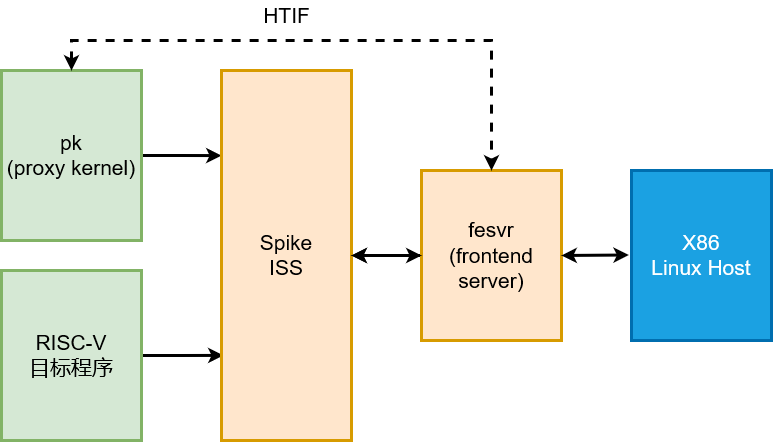 HTIF
pk
(proxy kernel)
Spike
ISS
fesvr
(frontend
server)
X86
Linux Host
RISC-V
目标程序